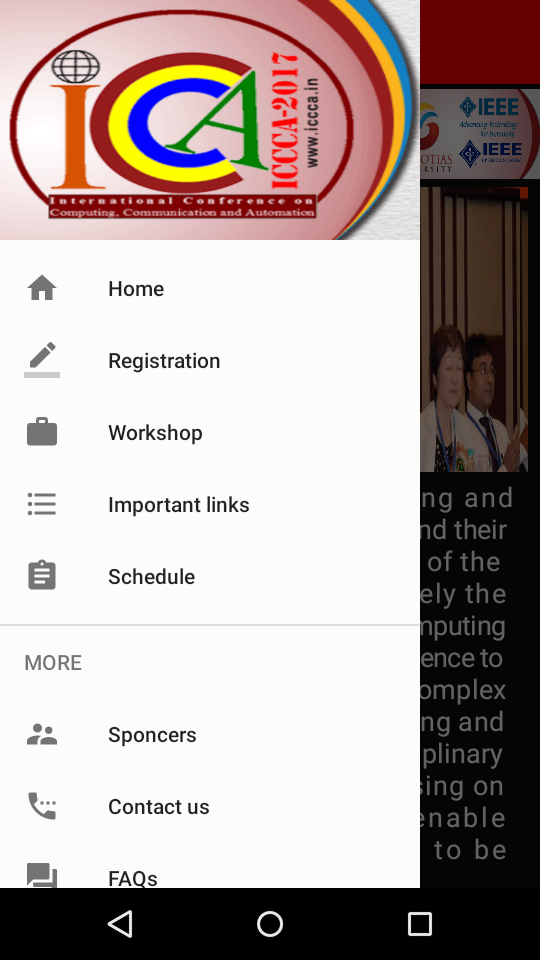 iCCA
ICCCA-2017
www.iccca.in
International Conference on
Computing, Communication and Automation
IEEE
Advancing Technology
for Humanity
IEEE
Home
Registration
Workshop
Important links
Schedule
MORE
Sponcers
Contact us
FAQs
ng and
nd their
of the
ely the
mputing
ence to
omplex
ng and
plinary
sing on
enable
to be